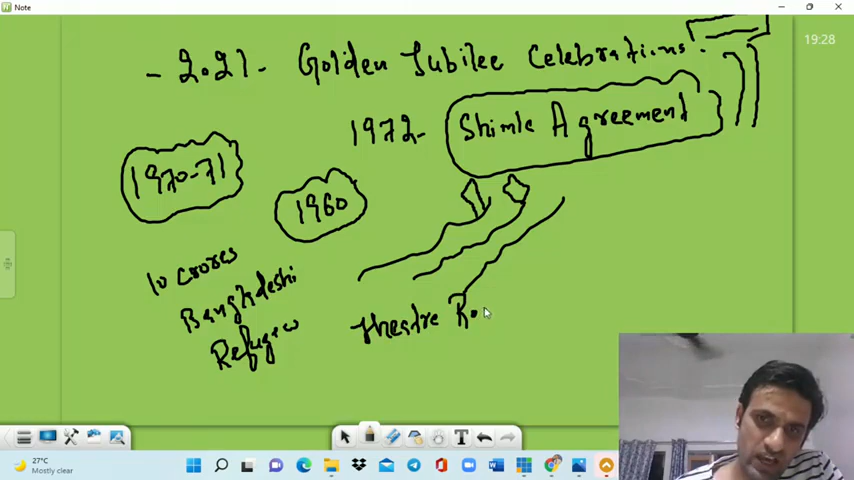 Note
19:28
- 2021- Golden Jubilee Celebrations.
1972- Shimla Agreement
1970-71
1960
10 Crores
Bangladeshi
Refugees
Theatre Ro
27°C
Mostly clear